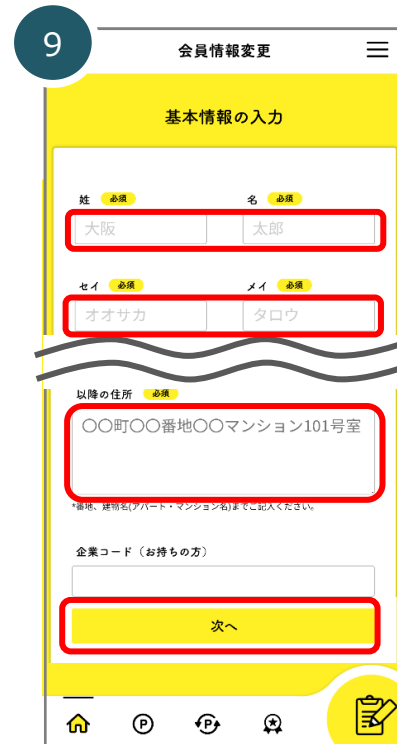 9
会員情報変更
基本情報の入力
姓 必須 名 必須
大阪 太郎
セイ 必須 メイ 必須
オオサカ タロウ
以降の住所 必須
〇〇町〇〇番地〇〇マンション101号室
*番地、建物名(アパート・マンション名)までご記入ください。
企業コード（お持ちの方）
次へ
P P